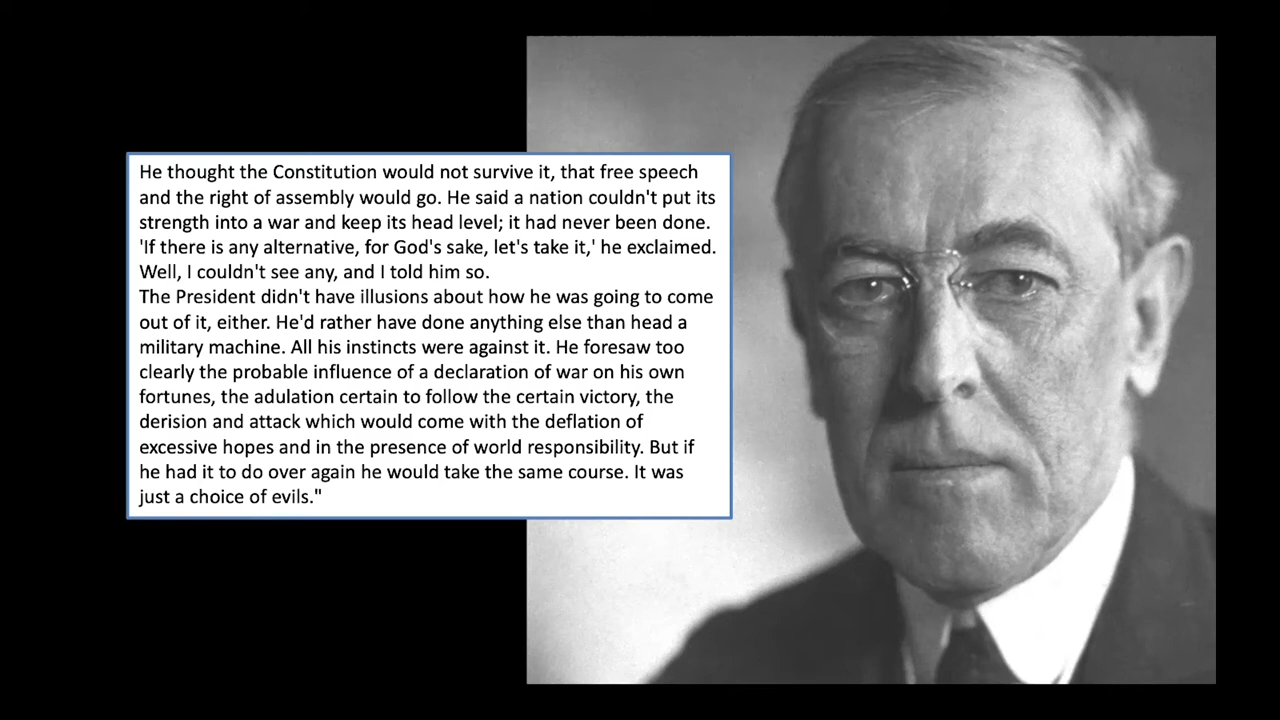 He thought the Constitution would not survive it, that free speech
and the right of assembly would go. He said a nation couldn't put its
strength into a war and keep its head level; it had never been done.
'If there is any alternative, for God's sake, let's take it,' he exclaimed.
Well, I couldn't see any, and I told him so.
The President didn't have illusions about how he was going to come
out of it, either. He'd rather have done anything else than head a
military machine. All his instincts were against it. He foresaw too
clearly the probable influence of a declaration of war on his own
fortunes, the adulation certain to follow the certain victory, the
derision and attack which would come with the deflation of
excessive hopes and in the presence of world responsibility. But if
he had it to do over again he would take the same course. It was
just a choice of evils."